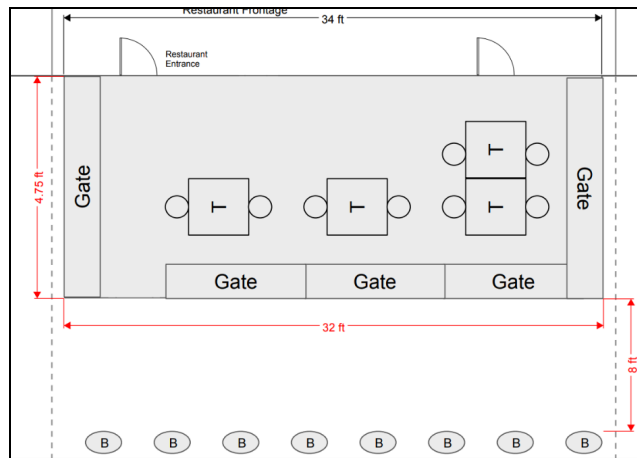 Restaurant Frontage
34 ft
Restaurant
Entrance
4.75 ft
Gate
T
T
T
T
Gate
Gate
Gate
Gate
32 ft
8 ft
B B B B B B B B